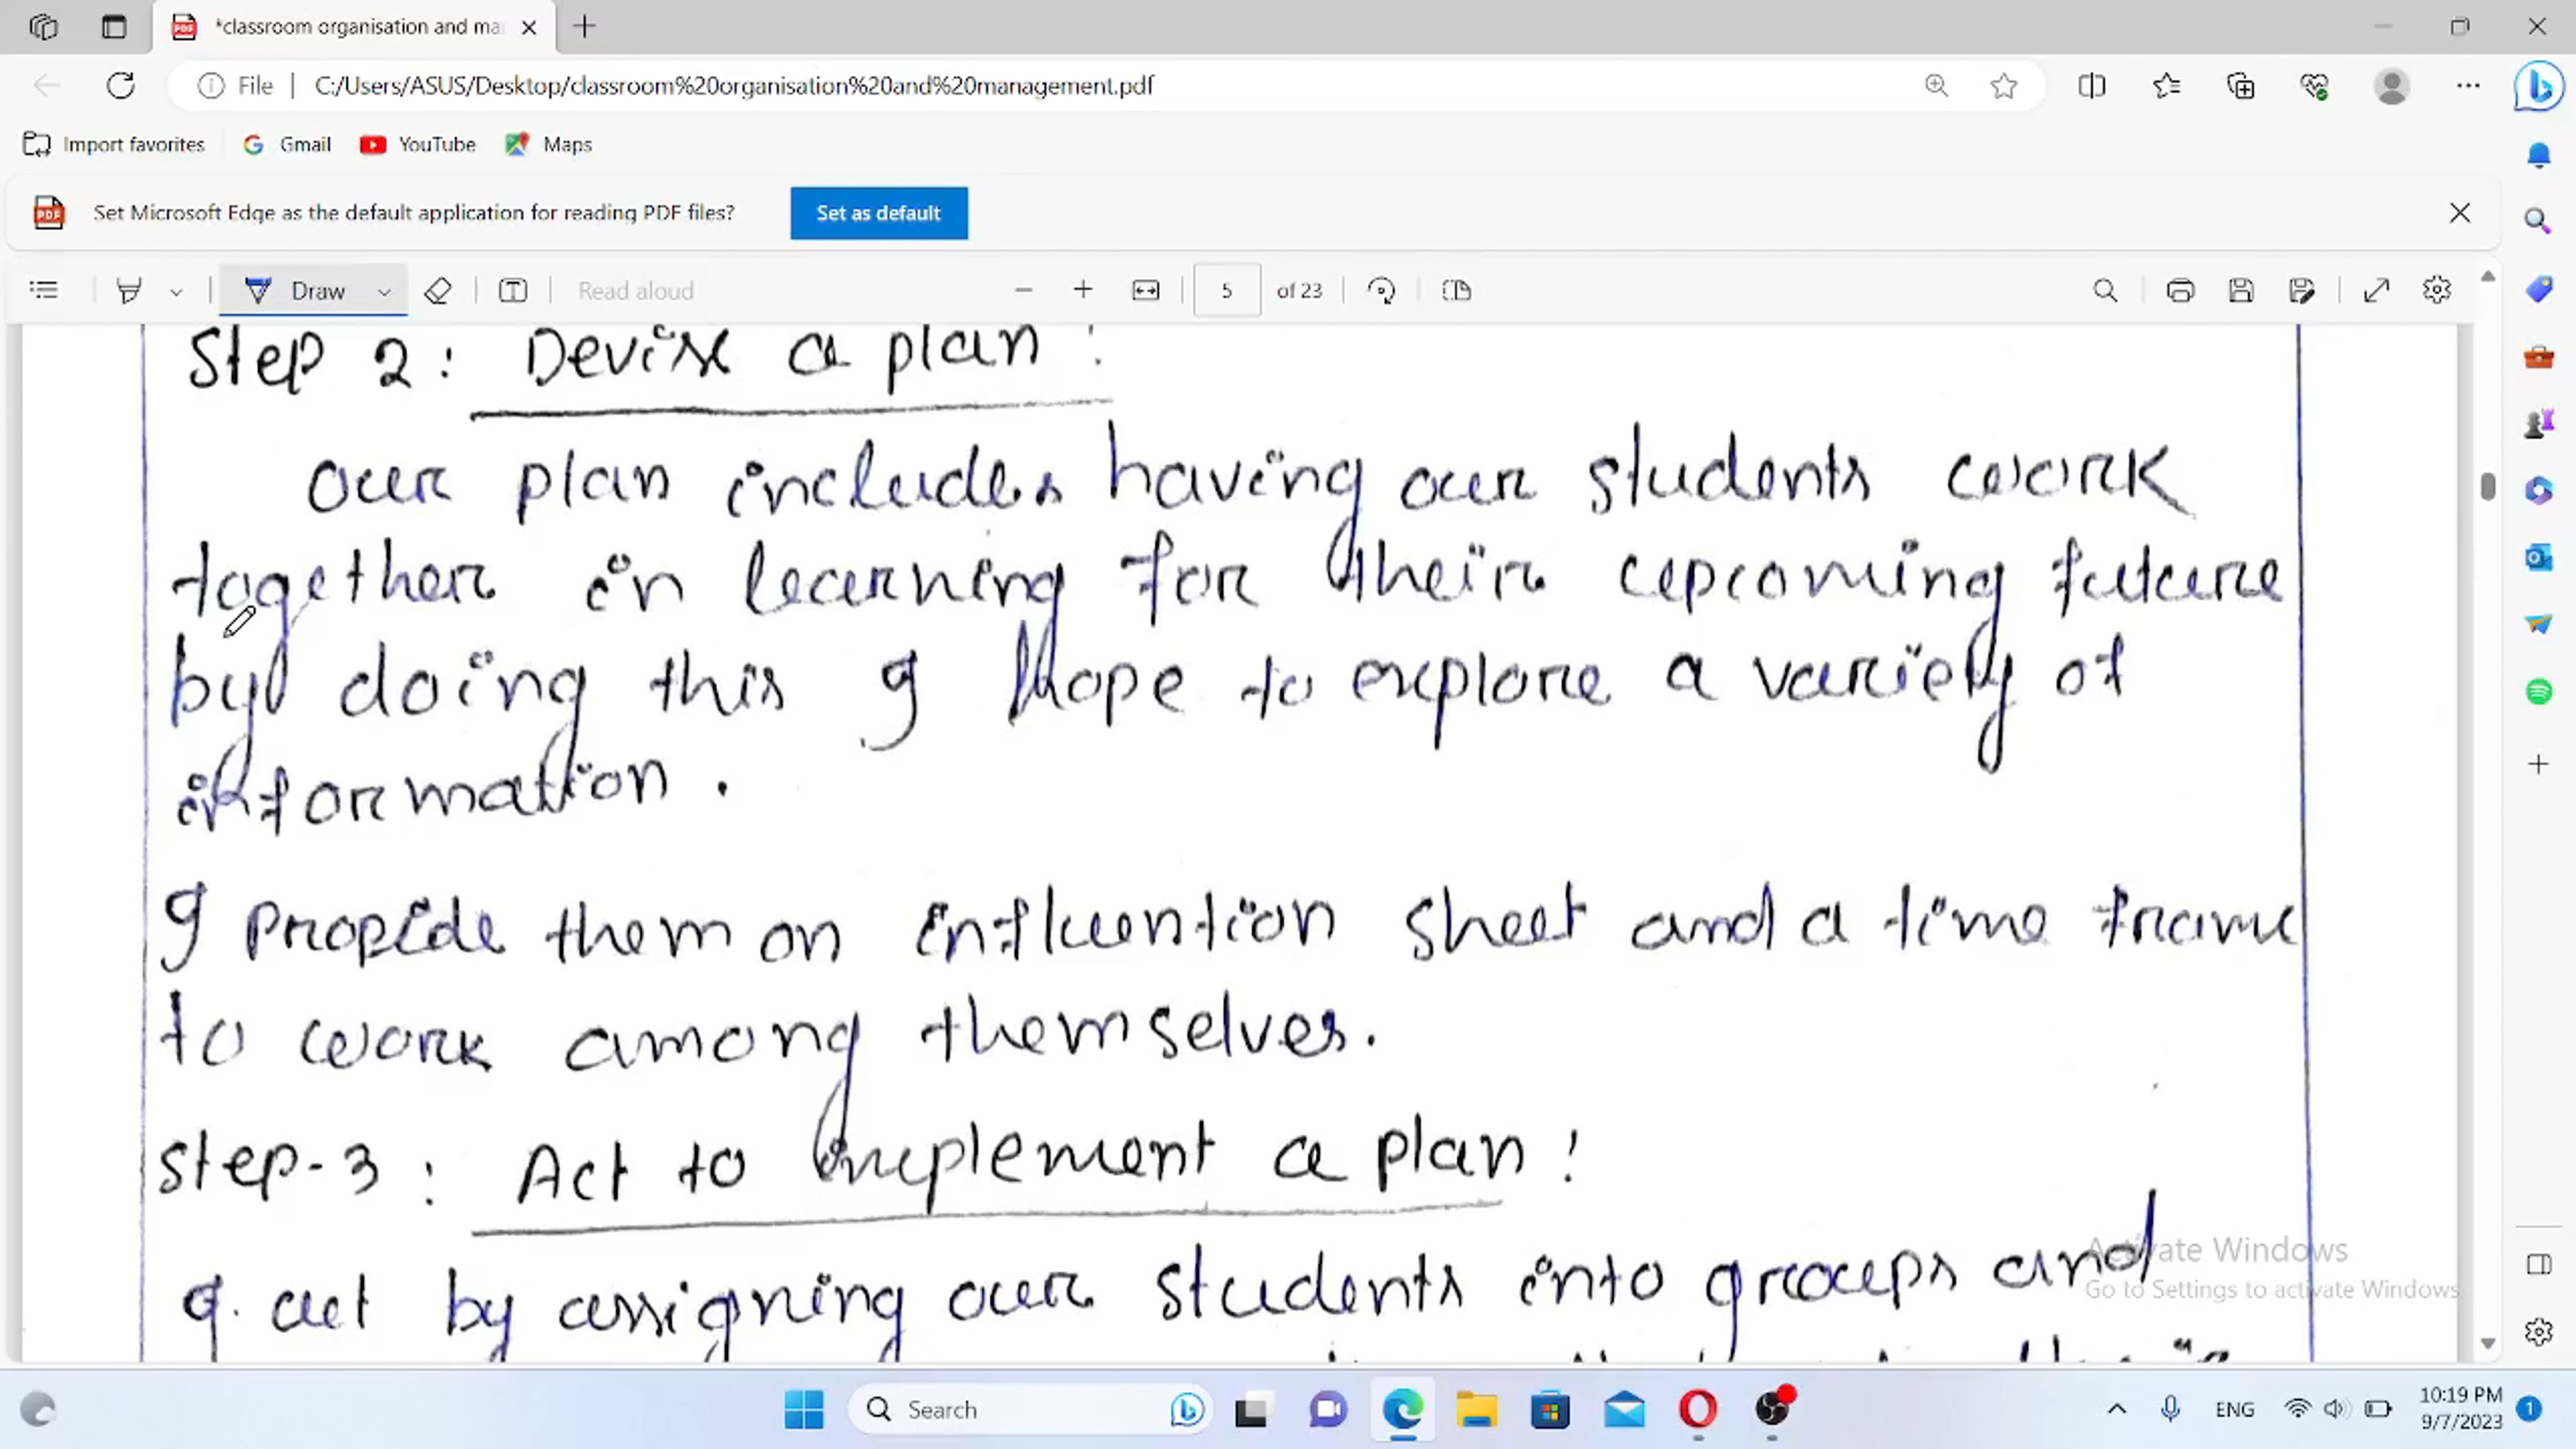 *classroom organisation and ma
File | C:/Users/ASUS/Desktop/classroom%20organisation%20and%20management.pdf
Import favorites Gmail YouTube Maps
Set Microsoft Edge as the default application for reading PDF files? Set as default
Draw Read aloud 5 of 23
Step 2: Devise a plan:
Our plan includes having our students work
together in learning for their upcoming future
by doing this I hope to explore a variety of
information.
I them on sheet and a time frame
to work among themselves.
Step-3: Act to implement a plan:
I. act by assigning our students into groups and
Activate Windows
Go to Settings to activate Windows.
Search ENG 10:19 PM
9/7/2023 1